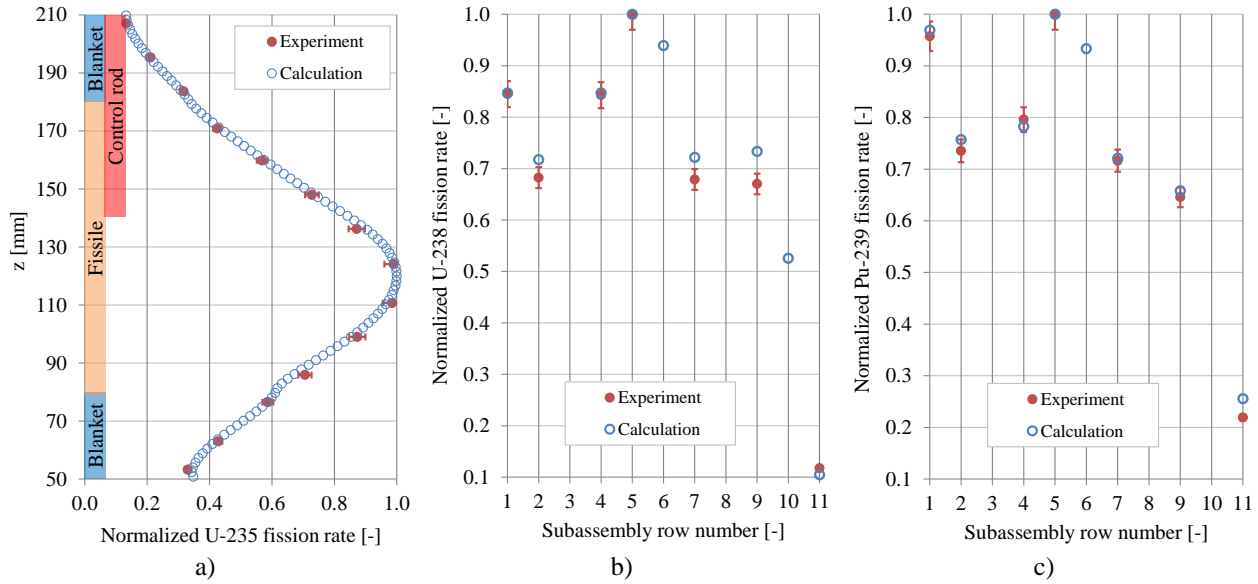 210
190
170
150
130
110
90
70
50
z [mm]
Blanket
Fissile
Blanket
Control rod
Experiment
Calculation
0.0 0.2 0.4 0.6 0.8 1.0
Normalized U-235 fission rate [-]
a)
1.0
0.9
0.8
0.7
0.6
0.5
0.4
0.3
0.2
0.1
Normalized U-238 fission rate [-]
Experiment
Calculation
1 2 3 4 5 6 7 8 9 10 11
Subassembly row number [-]
b)
1.0
0.9
0.8
0.7
0.6
0.5
0.4
0.3
0.2
0.1
Normalized Pu-239 fission rate [-]
Experiment
Calculation
1 2 3 4 5 6 7 8 9 10 11
Subassembly row number [-]
c)